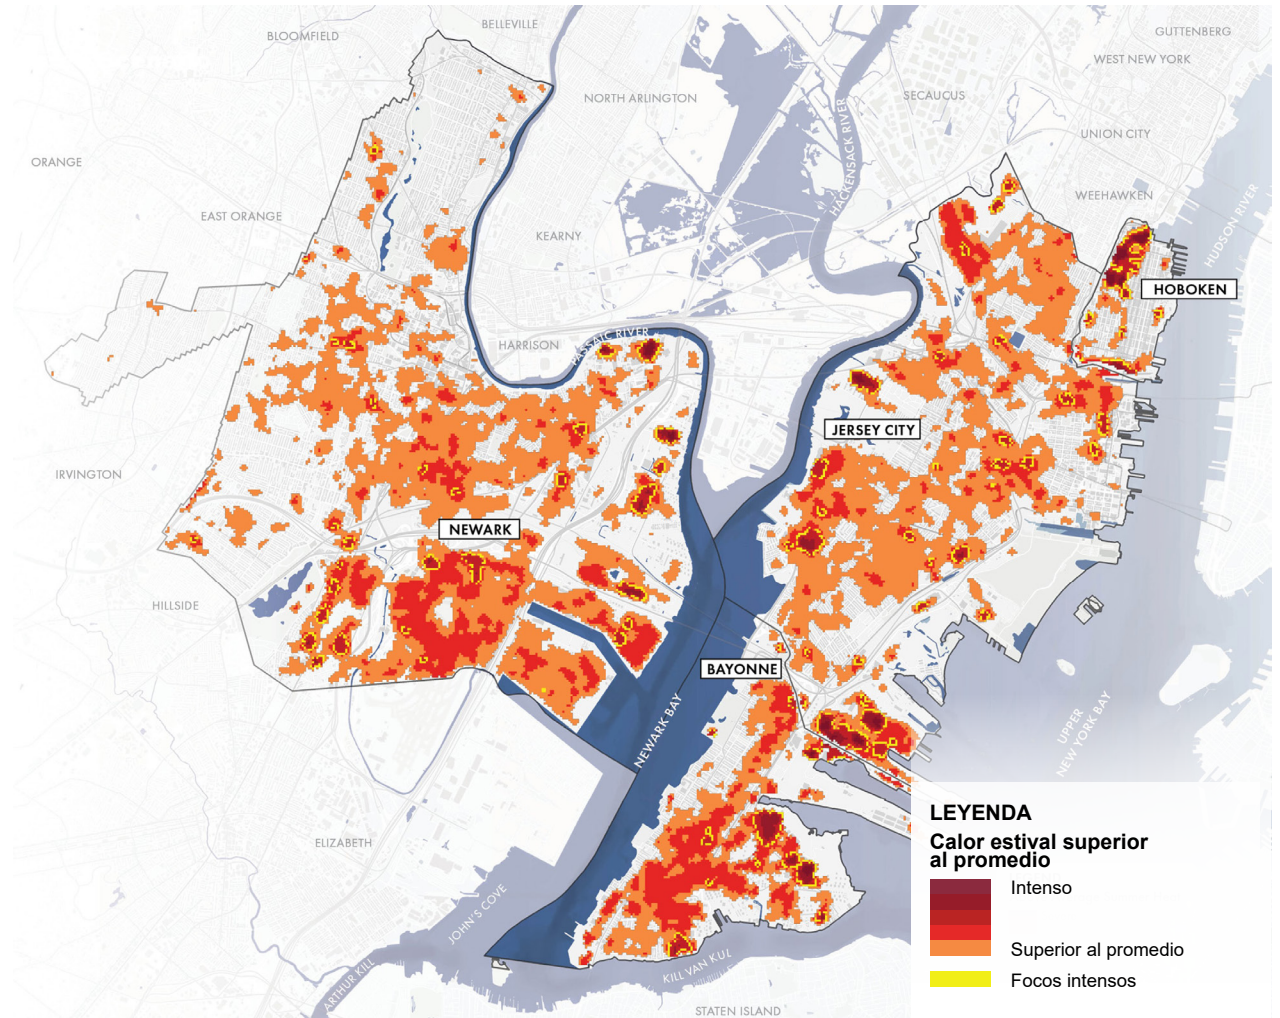 BELLEVILLE
BLOOMFIELD
GUTTENBERG
WEST NEW YORK
NORTH ARLINGTON
SECAUCUS
UNION CITY
HACKENSACK RIVER
ORANGE
WEEHAWKEN
EAST ORANGE
KEARNY
HUDSON RIVER
HOBOKEN
PASSAIC RIVER
HARRISON
JERSEY CITY
IRVINGTON
NEWARK
HILLSIDE
BAYONNE
NEWARK BAY
UPPER
NEW YORK BAY
ELIZABETH
JOHN'S COVE
KILL VAN KUL
ARTHUR KILL
STATEN ISLAND
LEYENDA
Calor estival superior
al promedio
Intenso
Superior al promedio
Focos intensos